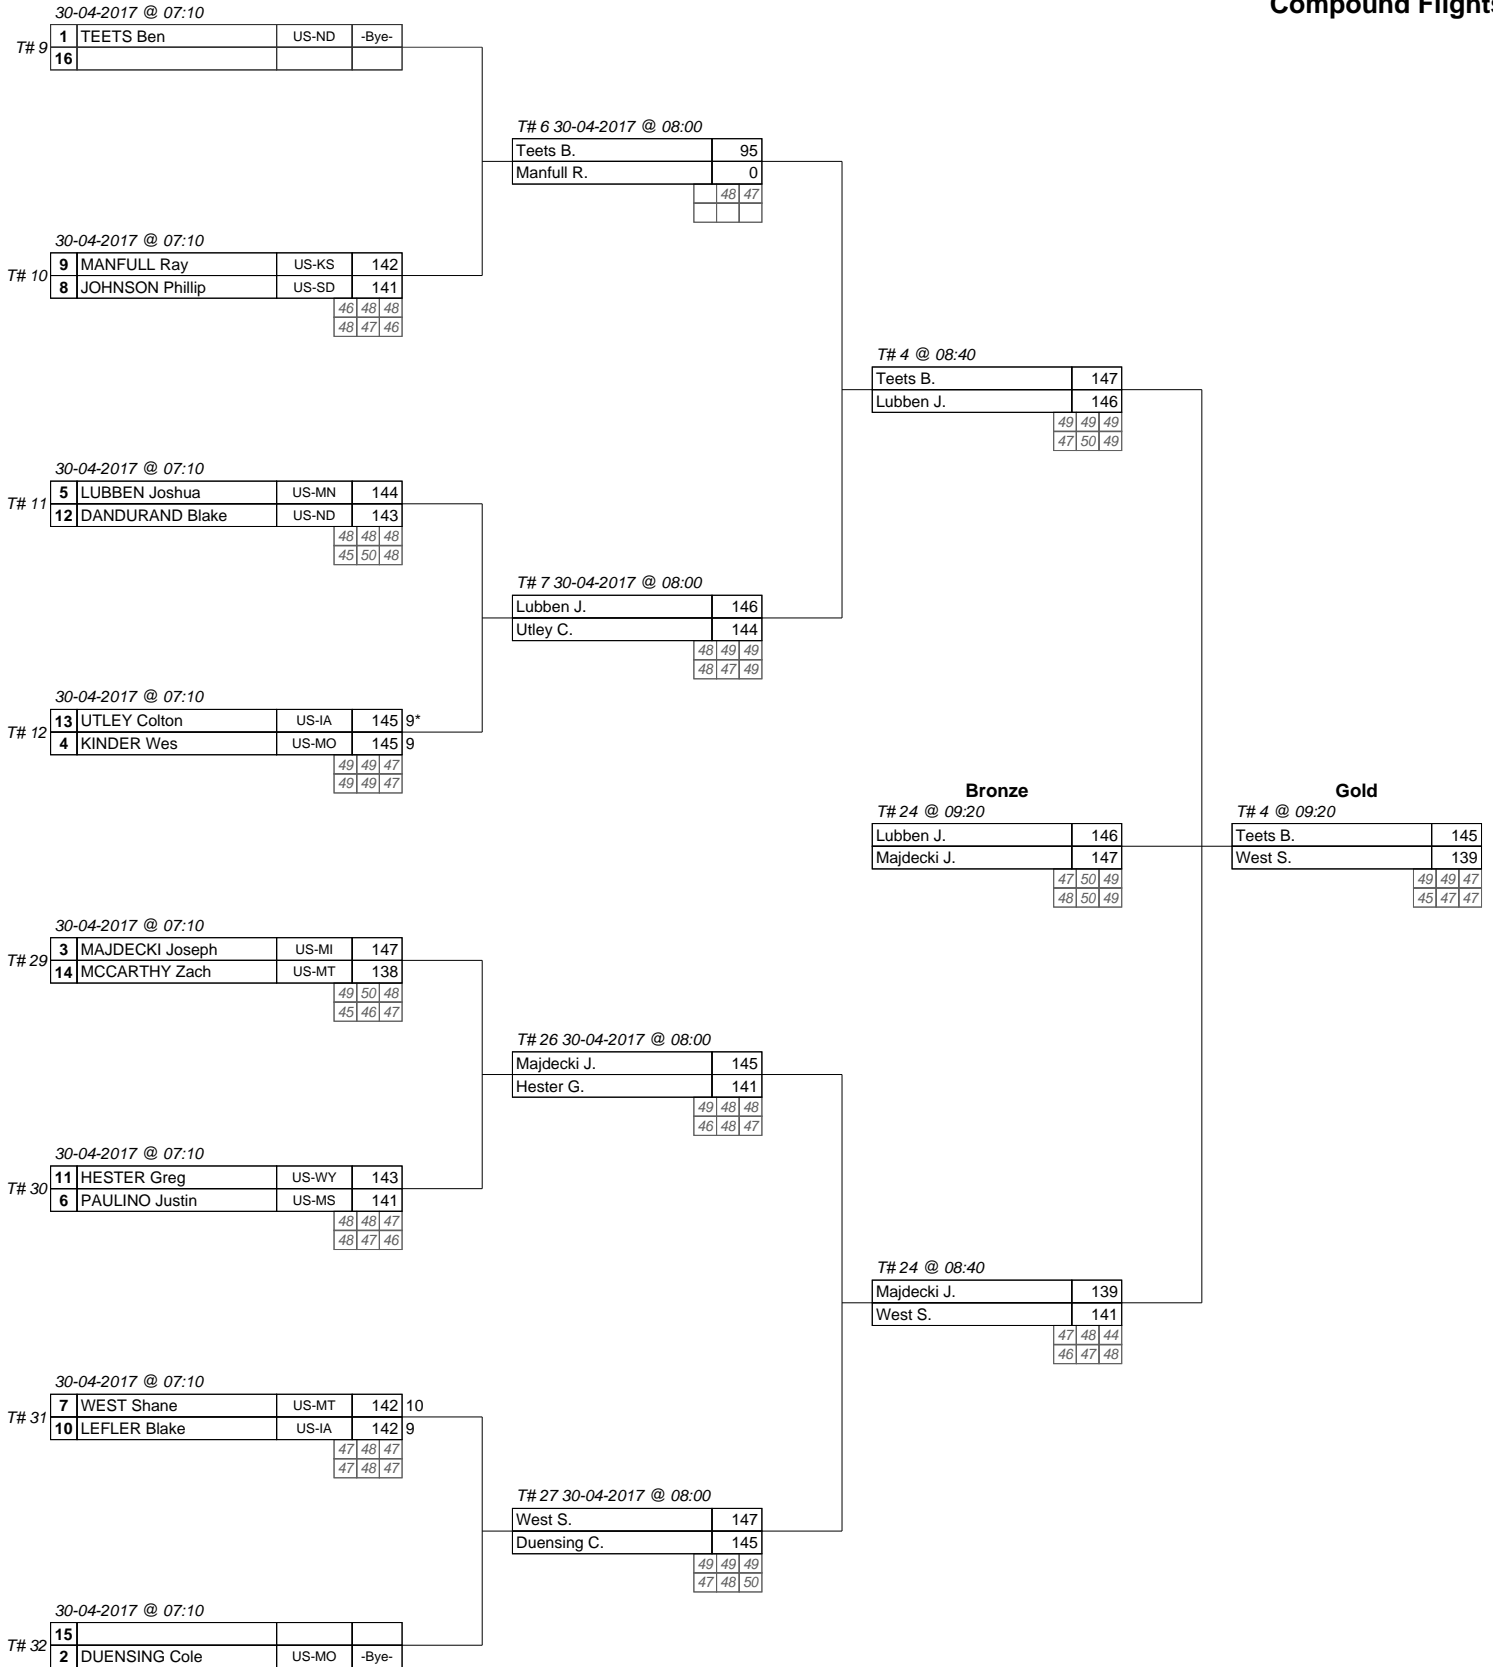 Compound Flights
30-04-2017 @ 07:10
T# 9
1 TEETS Ben US-ND -Bye-
16
T# 6 30-04-2017 @ 08:00
Teets B. 95
Manfull R. 0
48 47
30-04-2017 @ 07:10
T# 10
9 MANFULL Ray US-KS 142
8 JOHNSON Phillip US-SD 141
46 48 48
48 47 46
T# 4 @ 08:40
Teets B. 147
Lubben J. 146
49 49 49
47 50 49
30-04-2017 @ 07:10
T# 11
5 LUBBEN Joshua US-MN 144
12 DANDURAND Blake US-ND 143
48 48 48
45 50 48
T# 7 30-04-2017 @ 08:00
Lubben J. 146
Utley C. 144
48 49 49
48 47 49
30-04-2017 @ 07:10
T# 12
13 UTLEY Colton US-IA 145 9*
4 KINDER Wes US-MO 145 9
49 49 47
49 49 47
Bronze
T# 24 @ 09:20
Lubben J. 146
Majdecki J. 147
47 50 49
48 50 49
Gold
T# 4 @ 09:20
Teets B. 145
West S. 139
49 49 47
45 47 47
30-04-2017 @ 07:10
T# 29
3 MAJDECKI Joseph US-MI 147
14 MCCARTHY Zach US-MT 138
49 50 48
45 46 47
T# 26 30-04-2017 @ 08:00
Majdecki J. 145
Hester G. 141
49 48 48
46 48 47
30-04-2017 @ 07:10
T# 30
11 HESTER Greg US-WY 143
6 PAULINO Justin US-MS 141
48 48 47
48 47 46
T# 24 @ 08:40
Majdecki J. 139
West S. 141
47 48 44
46 47 48
30-04-2017 @ 07:10
T# 31
7 WEST Shane US-MT 142 10
10 LEFLER Blake US-IA 142 9
47 48 47
47 48 47
T# 27 30-04-2017 @ 08:00
West S. 147
Duensing C. 145
49 49 49
47 48 50
30-04-2017 @ 07:10
T# 32
15
2 DUENSING Cole US-MO -Bye-